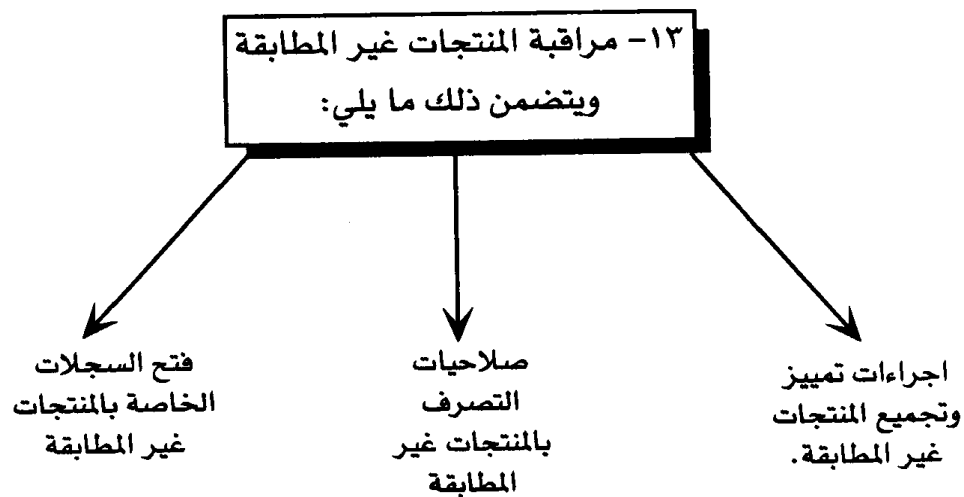 ١٣- مراقبة المنتجات غير المطابقة
ويتضمن ذلك ما يلي:
اجراءات تمييز
وتجميع المنتجات
غير المطابقة.
صلاحيات
التصرف
بالمنتجات غير
المطابقة
فتح السجلات
الخاصة بالمنتجات
غير المطابقة